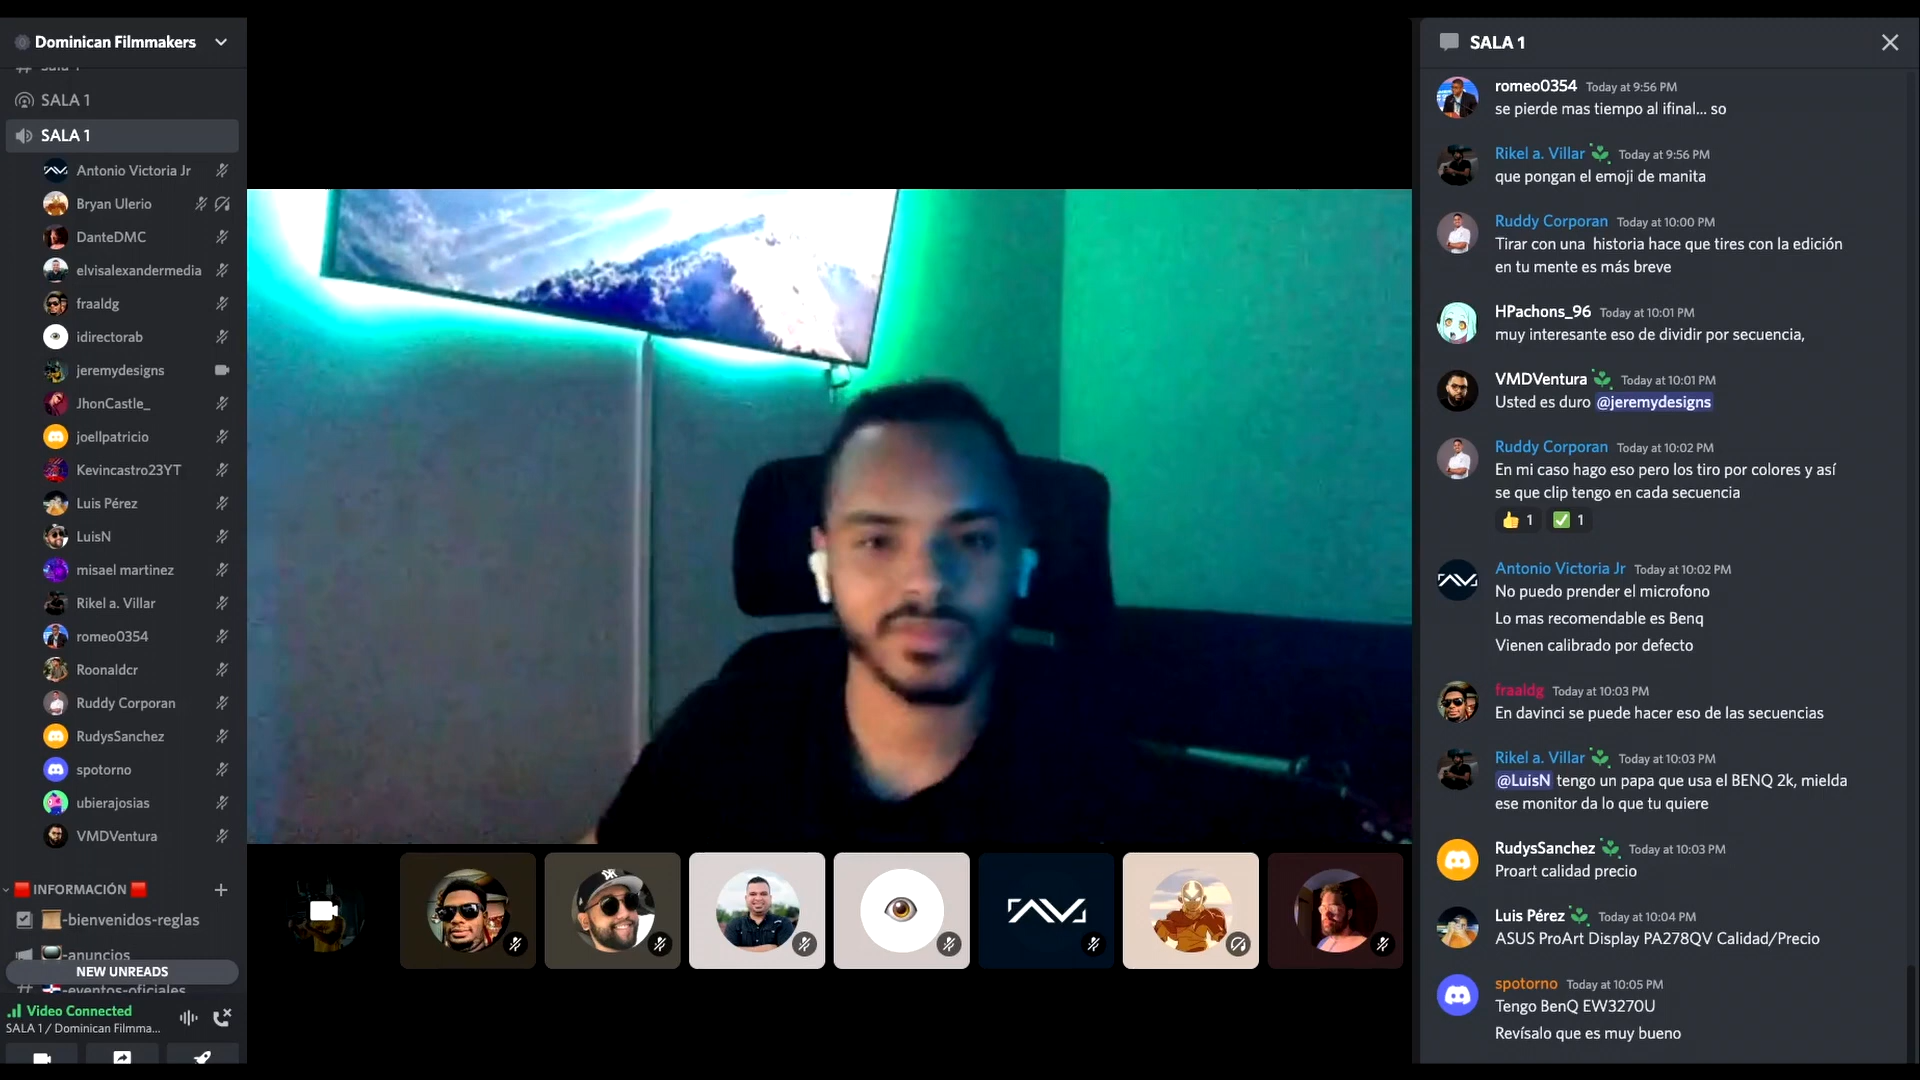 Dominican Filmmakers
SALA 1
SALA 1
Antonio Victoria Jr
Bryan Ulerio
DanteDMC
elvisalexandermedia
fraaldg
idirectorab
jeremydesigns
JhonCastle_
joellpatricio
Kevincastro23YT
Luis Pérez
LuisN
misael martinez
Rikel a. Villar
romeo0354
Roonaldcr
Ruddy Corporan
RudysSanchez
spotorno
ubierajosias
VMDVentura
INFORMACIÓN
-bienvenidos-reglas
-anuncios
NEW UNREADS
-eventos-oficiales
Video Connected
SALA 1 / Dominican Filmma...
SALA 1
romeo0354 Today at 9:56 PM
se pierde mas tiempo al ifinal... so
Rikel a. Villar Today at 9:56 PM
que pongan el emoji de manita
Ruddy Corporan Today at 10:00 PM
Tirar con una historia hace que tires con la edición
en tu mente es más breve
HPachons_96 Today at 10:01 PM
muy interesante eso de dividir por secuencia,
VMDVentura Today at 10:01 PM
Usted es duro @jeremydesigns
Ruddy Corporan Today at 10:02 PM
En mi caso hago eso pero los tiro por colores y así
se que clip tengo en cada secuencia
👍 1 ✅ 1
Antonio Victoria Jr Today at 10:02 PM
No puedo prender el microfono
Lo mas recomendable es Benq
Vienen calibrado por defecto
fraaldg Today at 10:03 PM
En davinci se puede hacer eso de las secuencias
Rikel a. Villar Today at 10:03 PM
@LuisN tengo un papa que usa el BENQ 2k, mielda
ese monitor da lo que tu quiere
RudysSanchez Today at 10:03 PM
Proart calidad precio
Luis Pérez Today at 10:04 PM
ASUS ProArt Display PA278QV Calidad/Precio
spotorno Today at 10:05 PM
Tengo BenQ EW3270U
Revísalo que es muy bueno